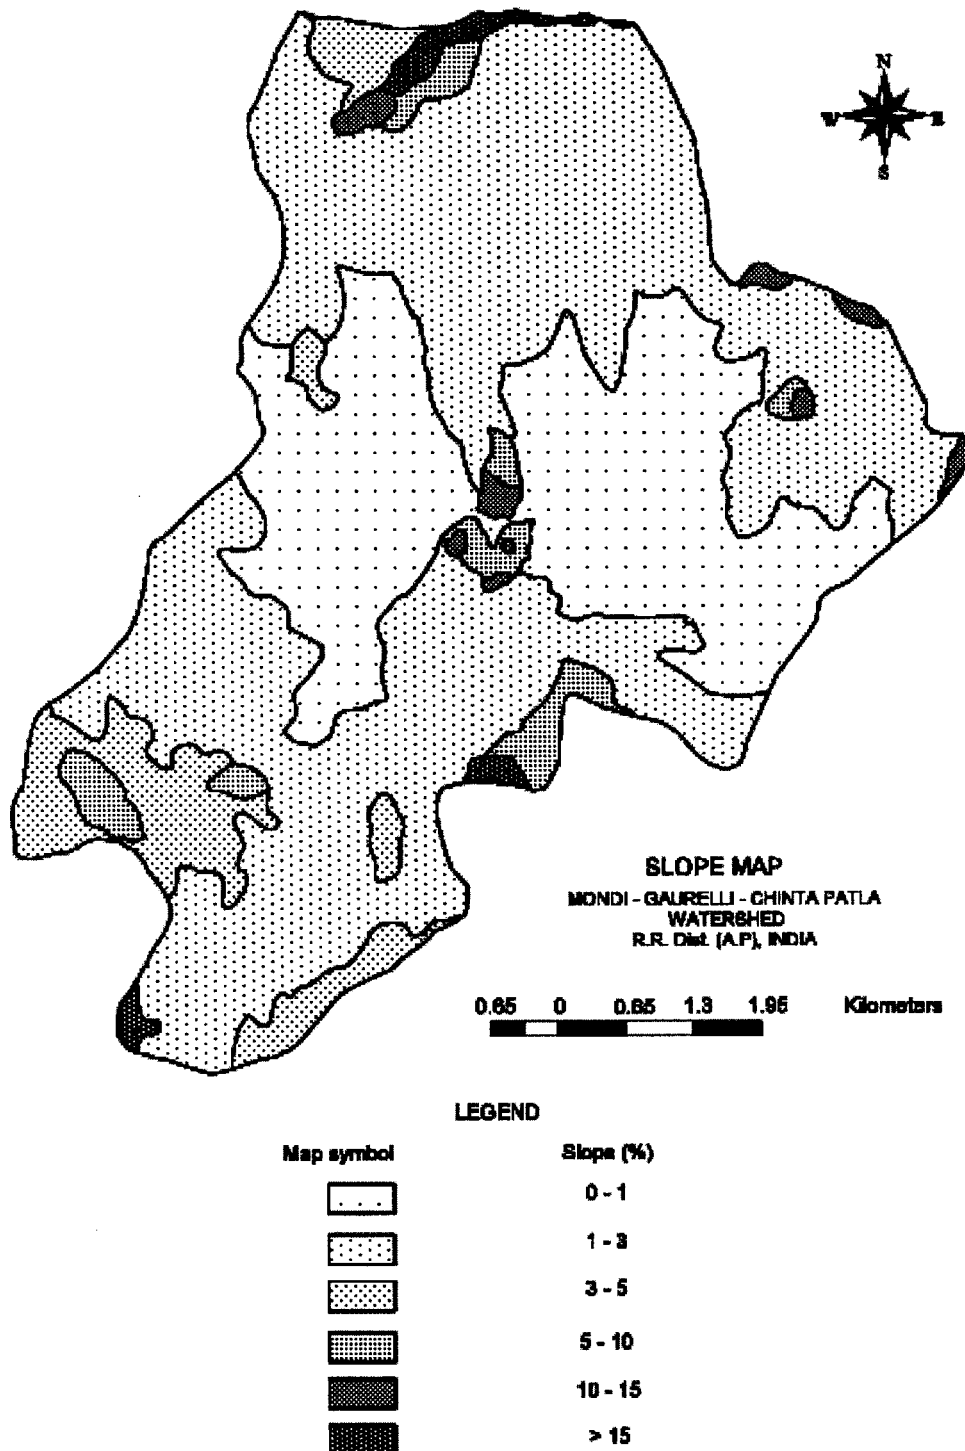 N
W E
S
SLOPE MAP
MONDI - GAURELLI - CHINTA PATLA
WATERSHED
R.R. Dist. (A.P), INDIA
0.65 0 0.65 1.3 1.95 Kilometers
LEGEND
Map symbol Slope (%)
0 - 1
1 - 3
3 - 5
5 - 10
10 - 15
> 15